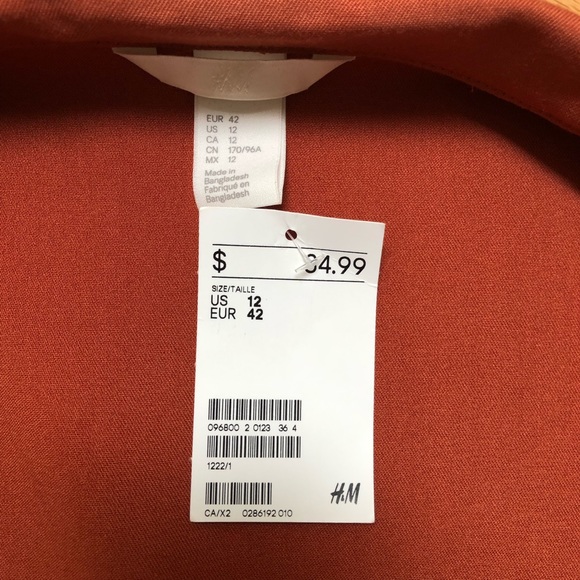 EUR 42
US 12
CA 12
CN 170/96A
MX 12
Made in
Bangladesh
Fabriqué en
Bangladesh
$ 34.99
SIZE/TAILLE
US 12
EUR 42
096800 2 0123 36 4
1222/1
H&M
CA/X2 0286192 010